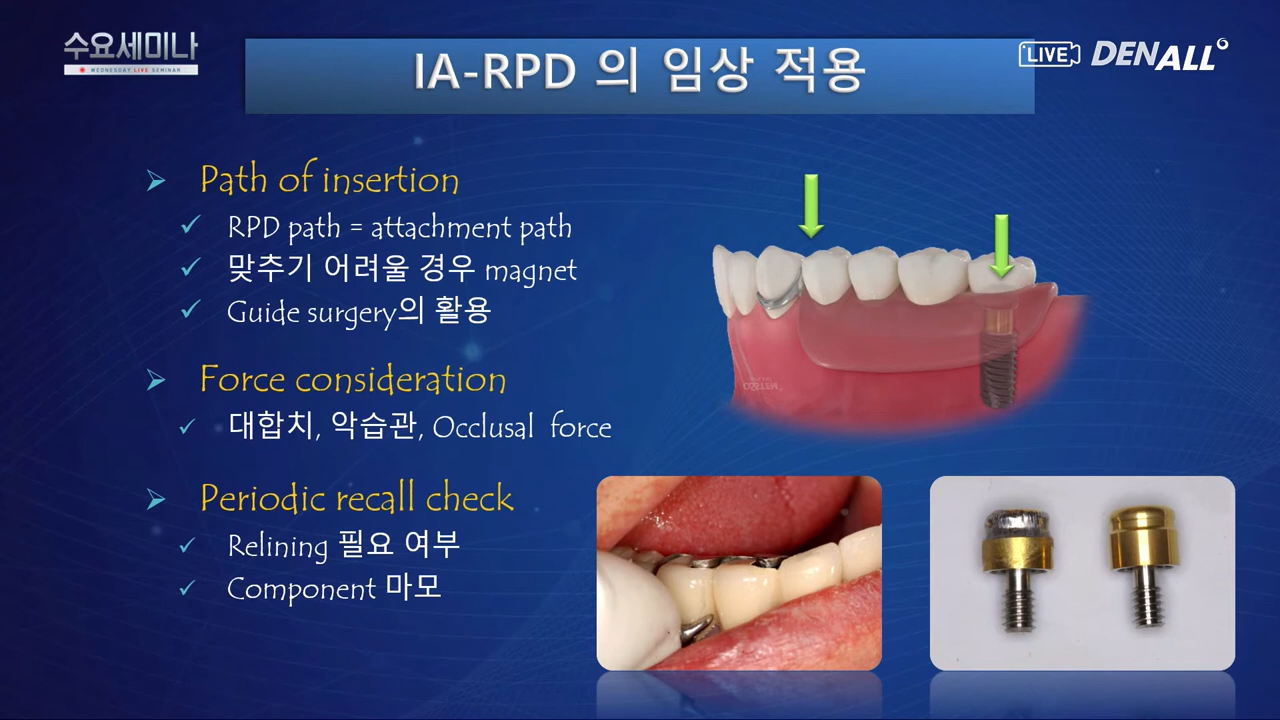 수요세미나
WEDNESDAY LIVE SEMINAR
IA-RPD 의 임상 적용
LIVE DENALL
Path of insertion
RPD path = attachment path
맞추기 어려울 경우 magnet
Guide surgery의 활용
Force consideration
대합치, 악습관, Occlusal force
Periodic recall check
Relining 필요 여부
Component 마모